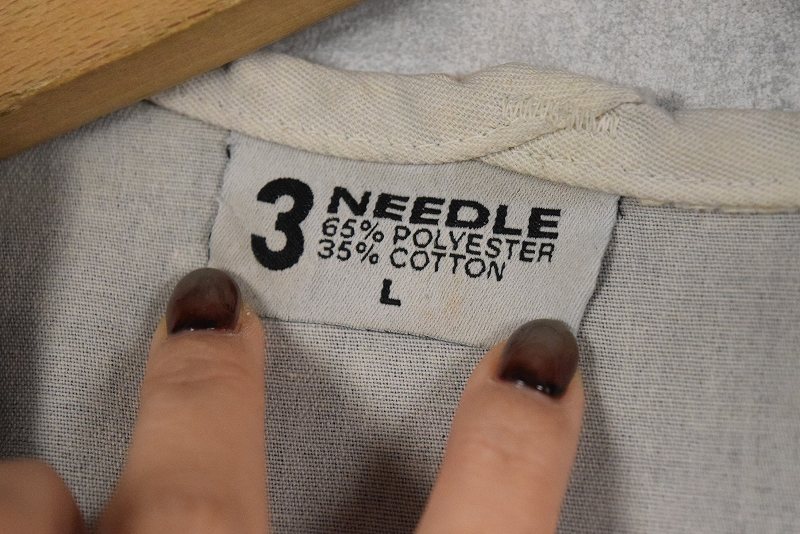 3 NEEDLE
65% POLYESTER
35% COTTON
L